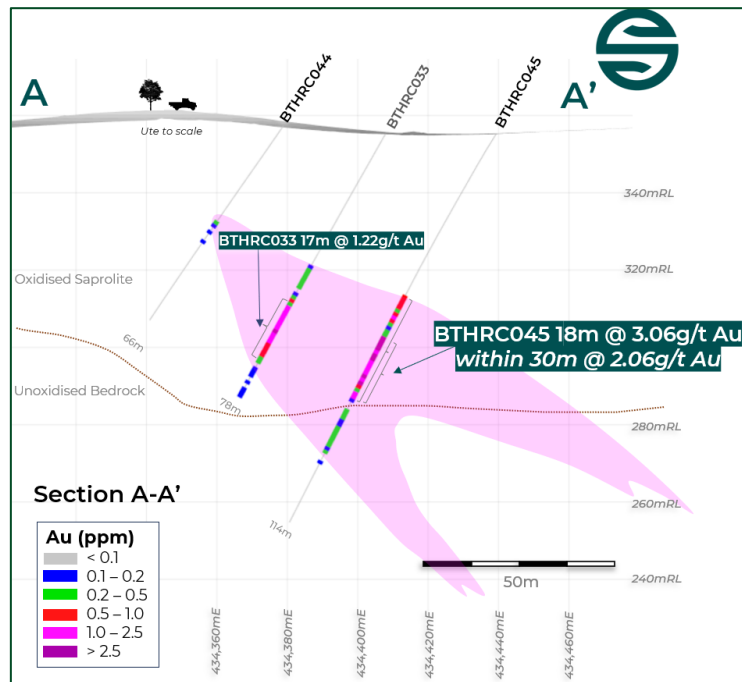 A
A'
BTHRC044
BTHRC033
BTHRC045
Ute to scale
340mRL
BTHRC033 17m @ 1.22g/t Au
320mRL
Oxidised Saprolite
BTHRC045 18m @ 3.06g/t Au
within 30m @ 2.06g/t Au
66m
Unoxidised Bedrock
78m
280mRL
Section A-A'
260mRL
114m
Au (ppm)
< 0.1
0.1 – 0.2
0.2 – 0.5
0.5 – 1.0
1.0 – 2.5
> 2.5
50m
240mRL
434,360mE
434,380mE
434,400mE
434,420mE
434,440mE
434,460mE